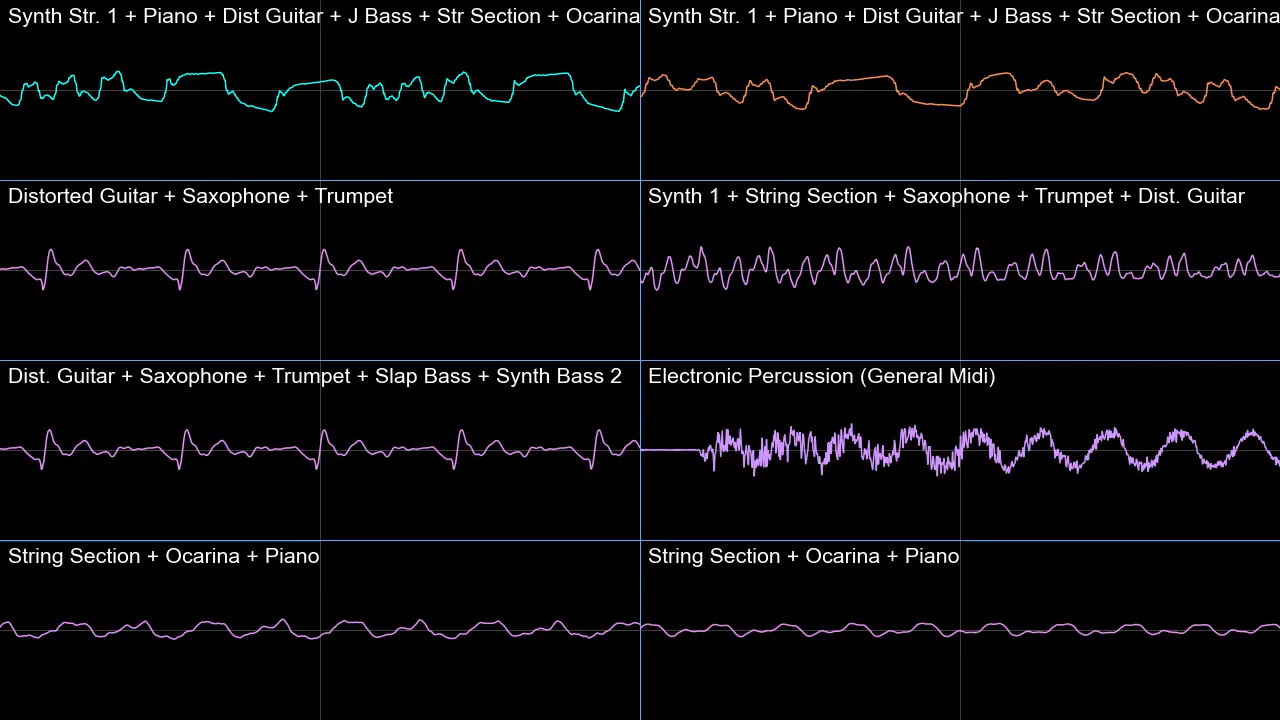 Synth Str. 1 + Piano + Dist Guitar + J Bass + Str Section + Ocarina
Synth Str. 1 + Piano + Dist Guitar + J Bass + Str Section + Ocarina
Distorted Guitar + Saxophone + Trumpet
Synth 1 + String Section + Saxophone + Trumpet + Dist. Guitar
Dist. Guitar + Saxophone + Trumpet + Slap Bass + Synth Bass 2
Electronic Percussion (General Midi)
String Section + Ocarina + Piano
String Section + Ocarina + Piano